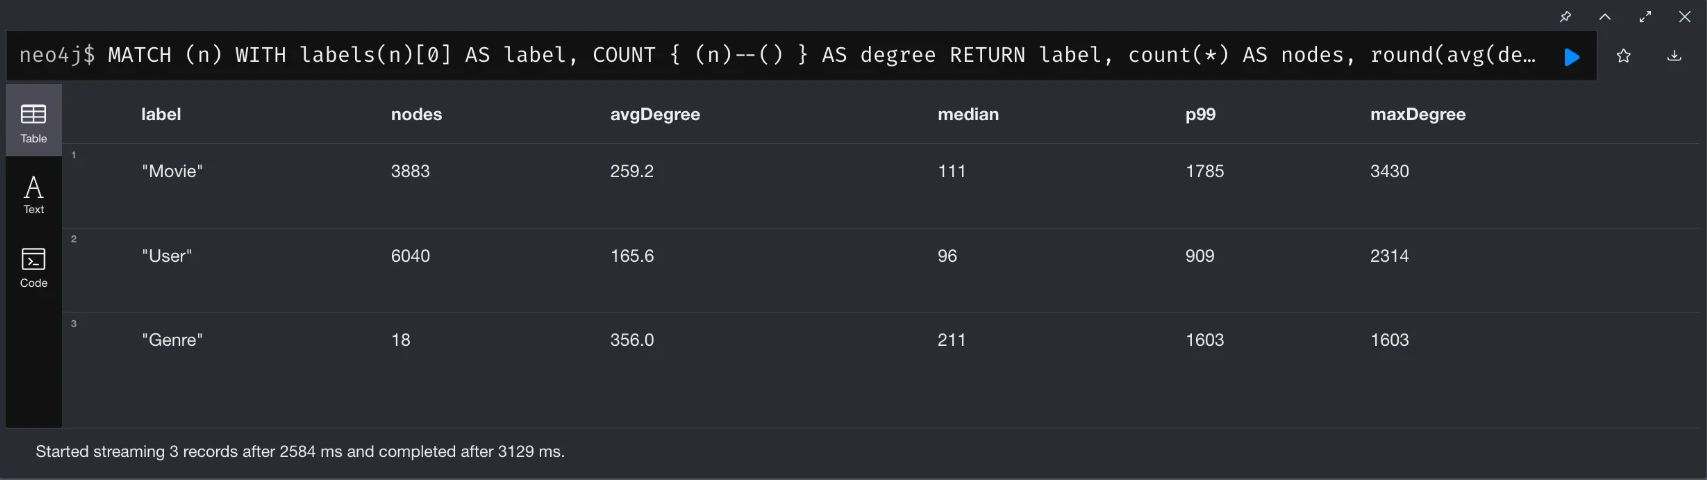 neo4j$ MATCH (n) WITH labels(n)[0] AS label, COUNT { (n)--() } AS degree RETURN label, count(*) AS nodes, round(avg(de…
Table
Text
Code
label nodes avgDegree median p99 maxDegree
1 "Movie" 3883 259.2 111 1785 3430
2 "User" 6040 165.6 96 909 2314
3 "Genre" 18 356.0 211 1603 1603
Started streaming 3 records after 2584 ms and completed after 3129 ms.